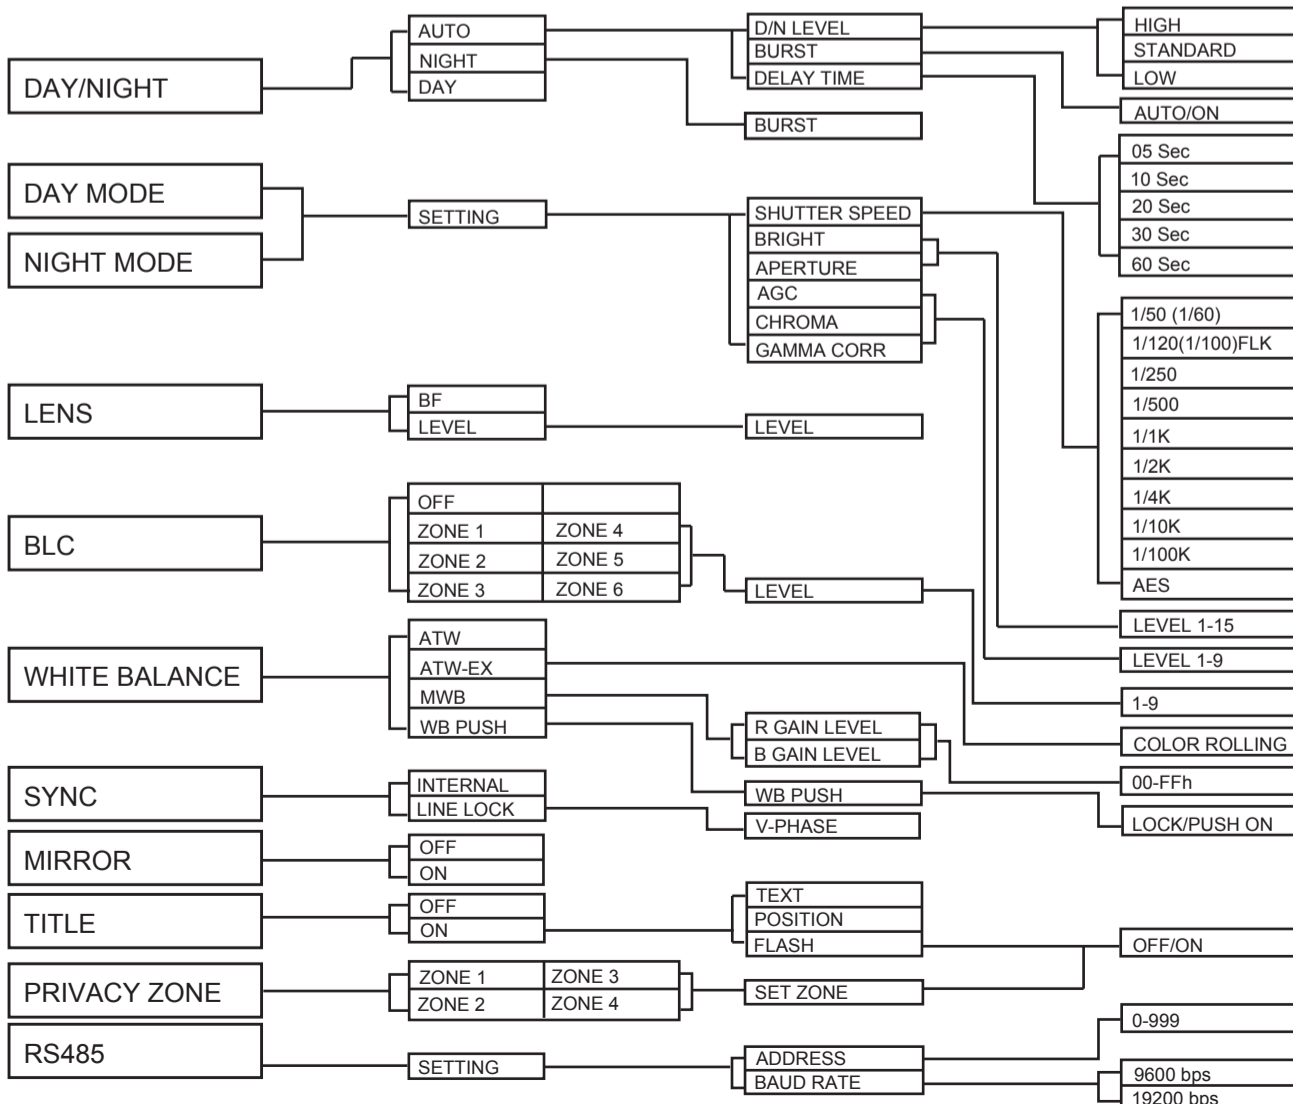 DAY/NIGHT
AUTO
NIGHT
DAY
D/N LEVEL
BURST
DELAY TIME
BURST
HIGH
STANDARD
LOW
AUTO/ON
05 Sec
10 Sec
20 Sec
30 Sec
60 Sec
DAY MODE
NIGHT MODE
SETTING
SHUTTER SPEED
BRIGHT
APERTURE
AGC
CHROMA
GAMMA CORR
1/50 (1/60)
1/120(1/100)FLK
1/250
1/500
1/1K
1/2K
1/4K
1/10K
1/100K
AES
LEVEL 1-15
LEVEL 1-9
LENS
BF
LEVEL
LEVEL
BLC
OFF
ZONE 1 ZONE 4
ZONE 2 ZONE 5
ZONE 3 ZONE 6
LEVEL
1-9
WHITE BALANCE
ATW
ATW-EX
MWB
WB PUSH
R GAIN LEVEL
B GAIN LEVEL
WB PUSH
COLOR ROLLING
00-FFh
LOCK/PUSH ON
SYNC
INTERNAL
LINE LOCK
V-PHASE
MIRROR
OFF
ON
TITLE
OFF
ON
TEXT
POSITION
FLASH
OFF/ON
PRIVACY ZONE
ZONE 1 ZONE 3
ZONE 2 ZONE 4
SET ZONE
RS485
SETTING
ADDRESS
BAUD RATE
0-999
9600 bps
19200 bps